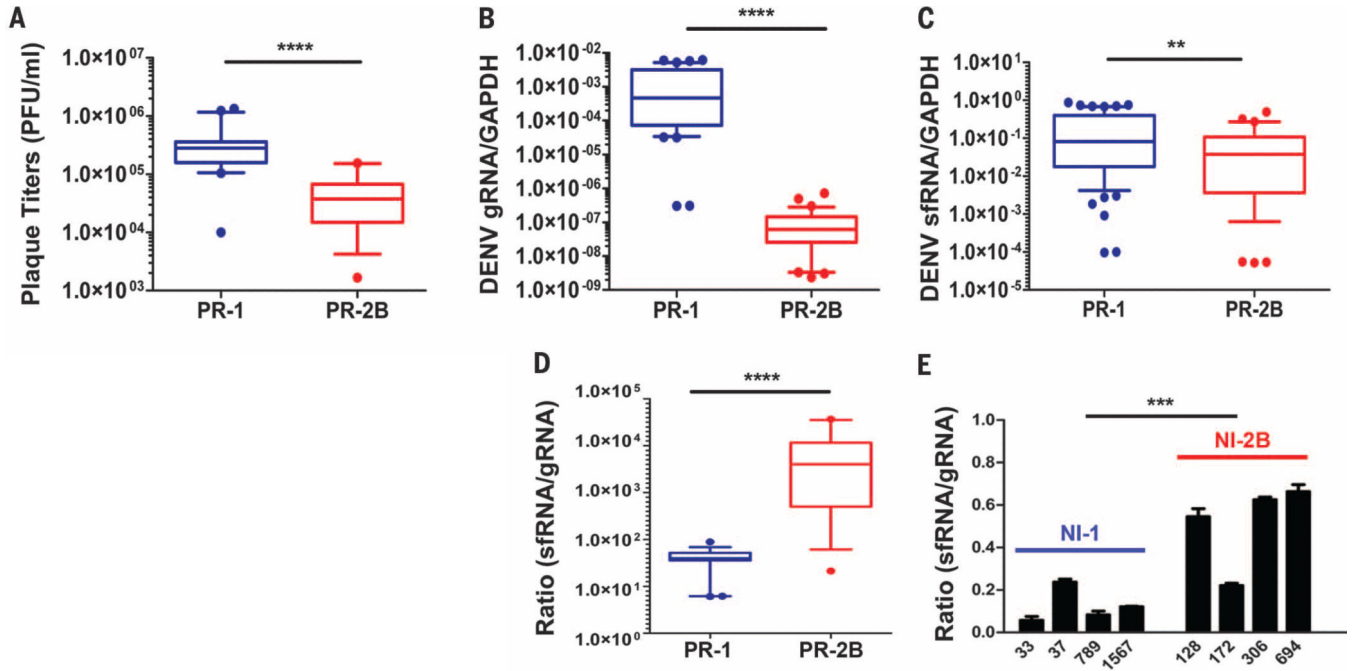 A
Plaque Titers (PFU/ml)
1.0×10^07
1.0×10^06
1.0×10^05
1.0×10^04
1.0×10^03
****
PR-1 PR-2B
B
DENV gRNA/GAPDH
1.0×10^-02
1.0×10^-03
1.0×10^-04
1.0×10^-05
1.0×10^-06
1.0×10^-07
1.0×10^-08
1.0×10^-09
****
PR-1 PR-2B
C
DENV sfRNA/GAPDH
1.0×10^1
1.0×10^0
1.0×10^-1
1.0×10^-2
1.0×10^-3
1.0×10^-4
1.0×10^-5
**
PR-1 PR-2B
D
Ratio (sfRNA/gRNA)
1.0×10^5
1.0×10^4
1.0×10^3
1.0×10^2
1.0×10^1
1.0×10^0
****
PR-1 PR-2B
E
Ratio (sfRNA/gRNA)
1.0
0.8
0.6
0.4
0.2
0.0
***
NI-1
NI-2B
33 37 789 1567 128 172 306 694